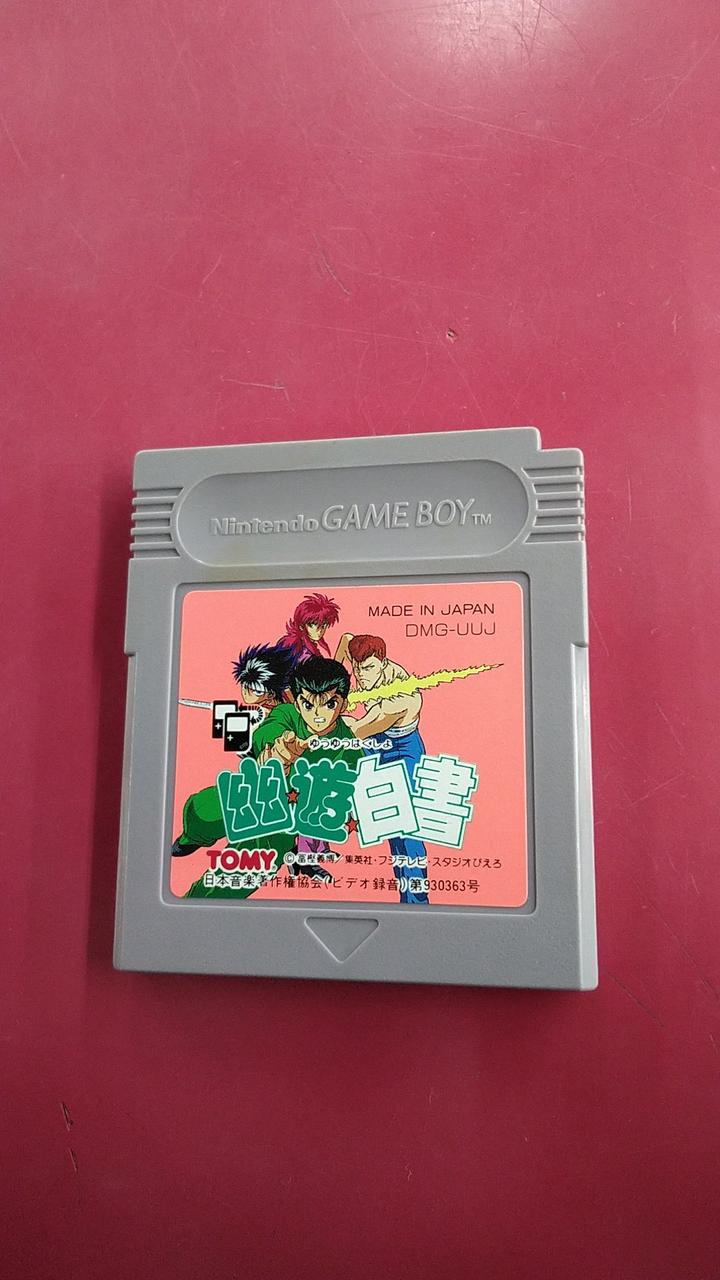 Nintendo GAME BOY TM
MADE IN JAPAN
DMG-UUJ
ゆうゆうはくしょ
幽★遊★白書
TOMY
©冨樫義博/集英社・フジテレビ・スタジオぴえろ
日本音楽著作権協会(ビデオ録音)第930363号